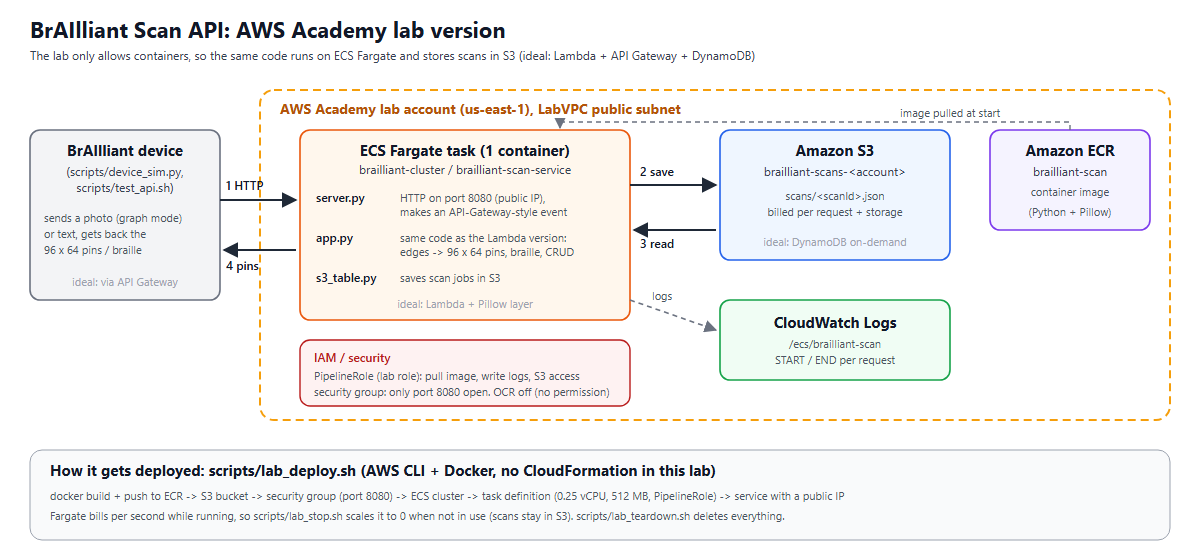 BrAIlliant Scan API: AWS Academy lab version
The lab only allows containers, so the same code runs on ECS Fargate and stores scans in S3 (ideal: Lambda + API Gateway + DynamoDB)
AWS Academy lab account (us-east-1), LabVPC public subnet
image pulled at start
BrAIlliant device
(scripts/device_sim.py,
scripts/test_api.sh)
sends a photo (graph mode)
or text, gets back the
96 x 64 pins / braille
ideal: via API Gateway
1 HTTP
4 pins
ECS Fargate task (1 container)
brailliant-cluster / brailliant-scan-service
server.py
HTTP on port 8080 (public IP),
makes an API-Gateway-style event
app.py
same code as the Lambda version:
edges -> 96 x 64 pins, braille, CRUD
s3_table.py
saves scan jobs in S3
ideal: Lambda + Pillow layer
2 save
3 read
logs
Amazon S3
brailliant-scans-<account>
scans/<scanId>.json
billed per request + storage
ideal: DynamoDB on-demand
Amazon ECR
brailliant-scan
container image
(Python + Pillow)
CloudWatch Logs
/ecs/brailliant-scan
START / END per request
IAM / security
PipelineRole (lab role): pull image, write logs, S3 access
security group: only port 8080 open. OCR off (no permission)
How it gets deployed: scripts/lab_deploy.sh (AWS CLI + Docker, no CloudFormation in this lab)
docker build + push to ECR -> S3 bucket -> security group (port 8080) -> ECS cluster -> task definition (0.25 vCPU, 512 MB, PipelineRole) -> service with a public IP
Fargate bills per second while running, so scripts/lab_stop.sh scales it to 0 when not in use (scans stay in S3). scripts/lab_teardown.sh deletes everything.